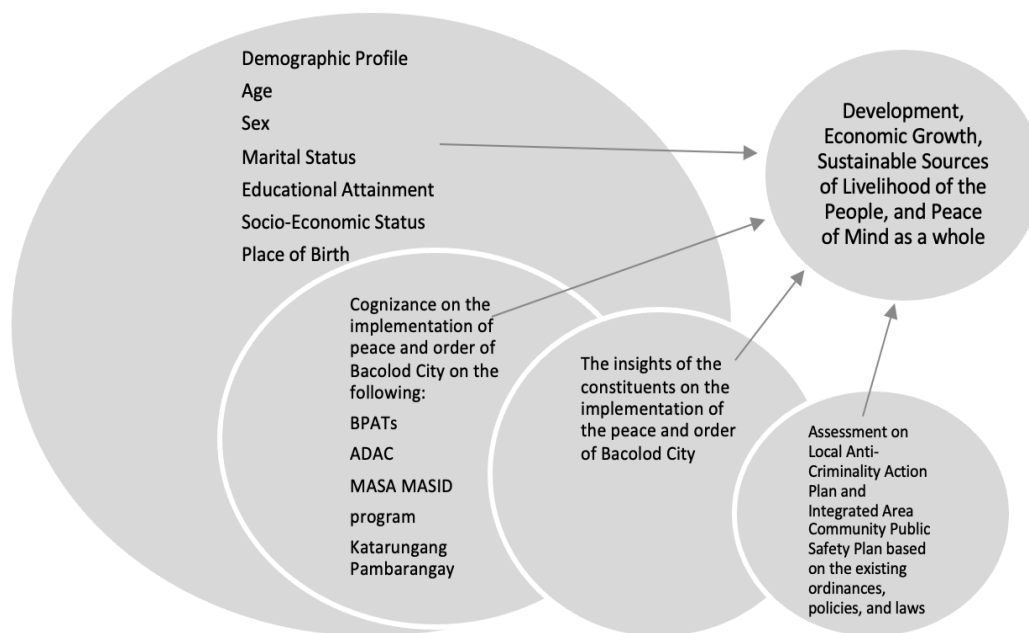 Demographic Profile
Age
Sex
Marital Status
Educational Attainment
Socio-Economic Status
Place of Birth
Cognizance on the
implementation of
peace and order of
Bacolod City on the
following:
BPATs
ADAC
MASA MASID
program
Katarungang
Pambarangay
The insights of the
constituents on the
implementation of
the peace and order
of Bacolod City
Assessment on
Local Anti-
Criminality Action
Plan and
Integrated Area
Community Public
Safety Plan based
on the existing
ordinances,
policies, and laws
Development,
Economic Growth,
Sustainable Sources
of Livelihood of the
People, and Peace
of Mind as a whole